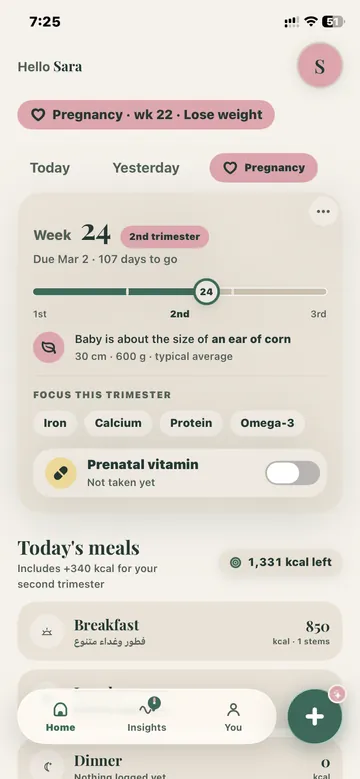 7:25
51
Hello Sara
S
Pregnancy · wk 22 · Lose weight
Today
Yesterday
Pregnancy
Week 24 2nd trimester
Due Mar 2 · 107 days to go
24
1st
2nd
3rd
Baby is about the size of an ear of corn
30 cm · 600 g · typical average
FOCUS THIS TRIMESTER
Iron
Calcium
Protein
Omega-3
Prenatal vitamin
Not taken yet
Today's meals
Includes +340 kcal for your
second trimester
1,331 kcal left
Breakfast
850
فطور وغداء متنوع
kcal · 1 stems
Home
Insights
You
Dinner
0
Nothing logged yet
kcal